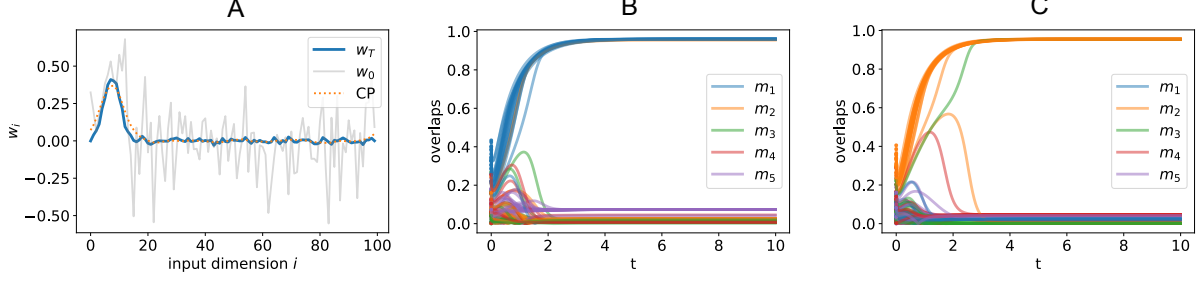 A
0.50
0.25
0.00
−0.25
−0.50
w_i
0 20 40 60 80 100
input dimension i
w_T
w_0
CP
B
1.0
0.8
0.6
0.4
0.2
0.0
overlaps
0 2 4 6 8 10
t
m_1
m_2
m_3
m_4
m_5
C
1.0
0.8
0.6
0.4
0.2
0.0
overlaps
0 2 4 6 8 10
t
m_1
m_2
m_3
m_4
m_5